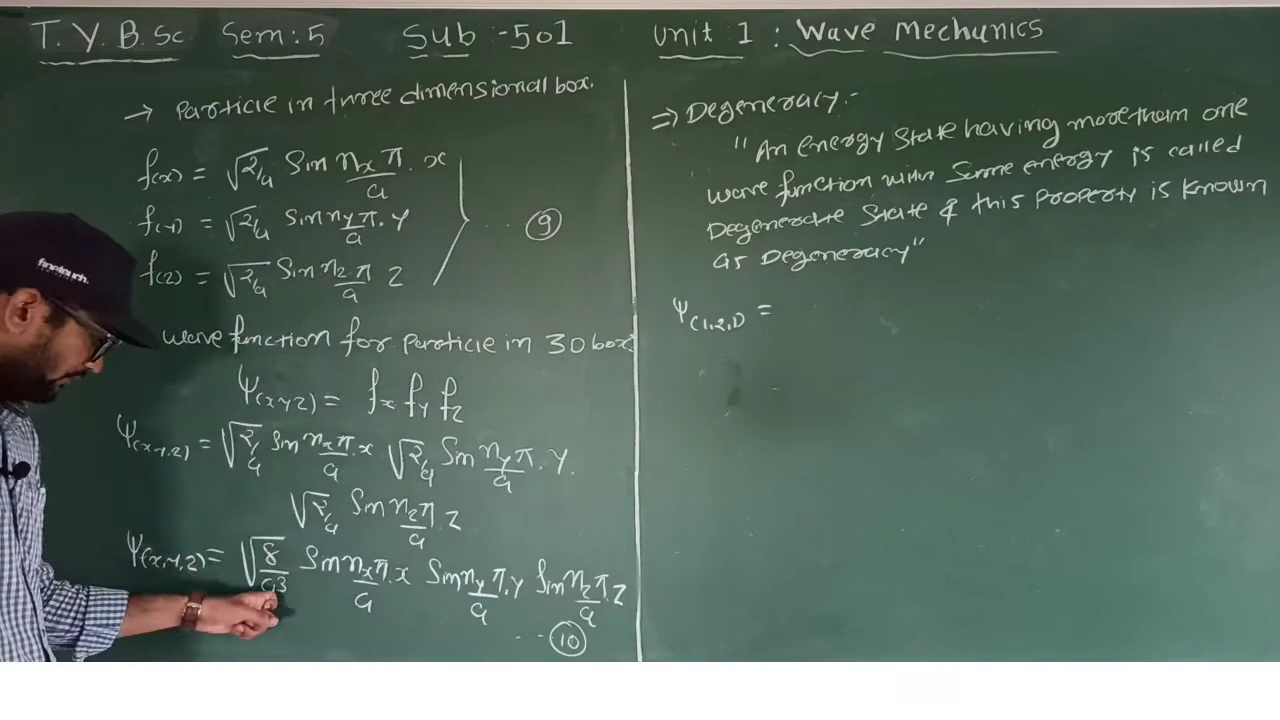 T. Y. B. Sc Sem: 5 Sub :- 501 Unit 1 : Wave Mechanics
→ Particle in three dimensional box.
f(x) = √2/a Sin nxπ/a . x
f(y) = √2/a Sin nyπ/a . y
f(z) = √2/a Sin nzπ/a z
... 9
wave function for particle in 3D box
Ψ(xyz) = fx fy fz
Ψ(x,y,z) = √2/a Sin nxπ/a . x √2/a Sin nyπ/a . y.
√2/a Sin nzπ/a . z
Ψ(x,y,z) = √8/a3 Sin nxπ/a . x Sin nyπ/a . y Sin nzπ/a . z
... 10
⇒ Degeneracy :-
"An energy State having more than one
wave function with Same energy is called
Degenerate State & this property is known
as Degeneracy"
Ψ(1,2,1) =
finetouch.